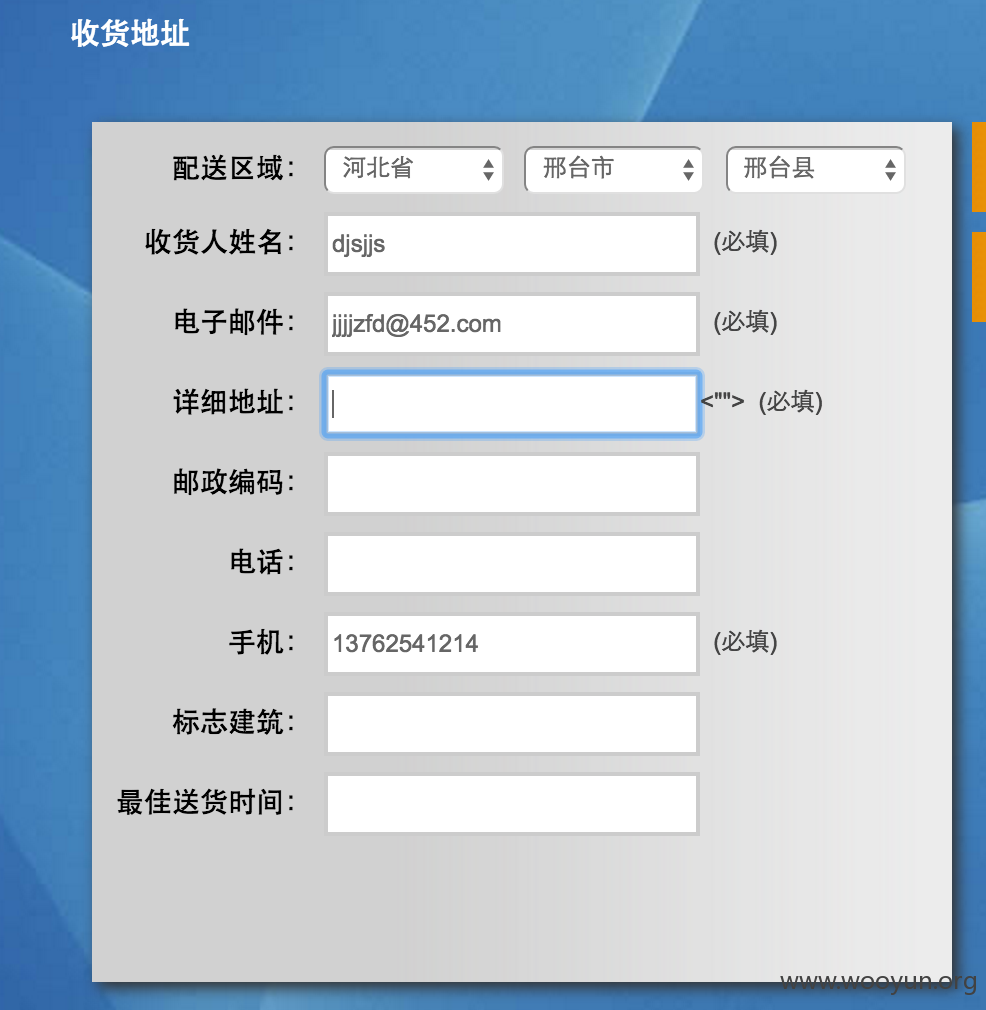 收货地址
配送区域： 河北省 邢台市 邢台县
收货人姓名： djsjjs (必填)
电子邮件： jjjjzfd@452.com (必填)
详细地址： <""> (必填)
邮政编码：
电话：
手机： 13762541214 (必填)
标志建筑：
最佳送货时间：
www.wooyun.org